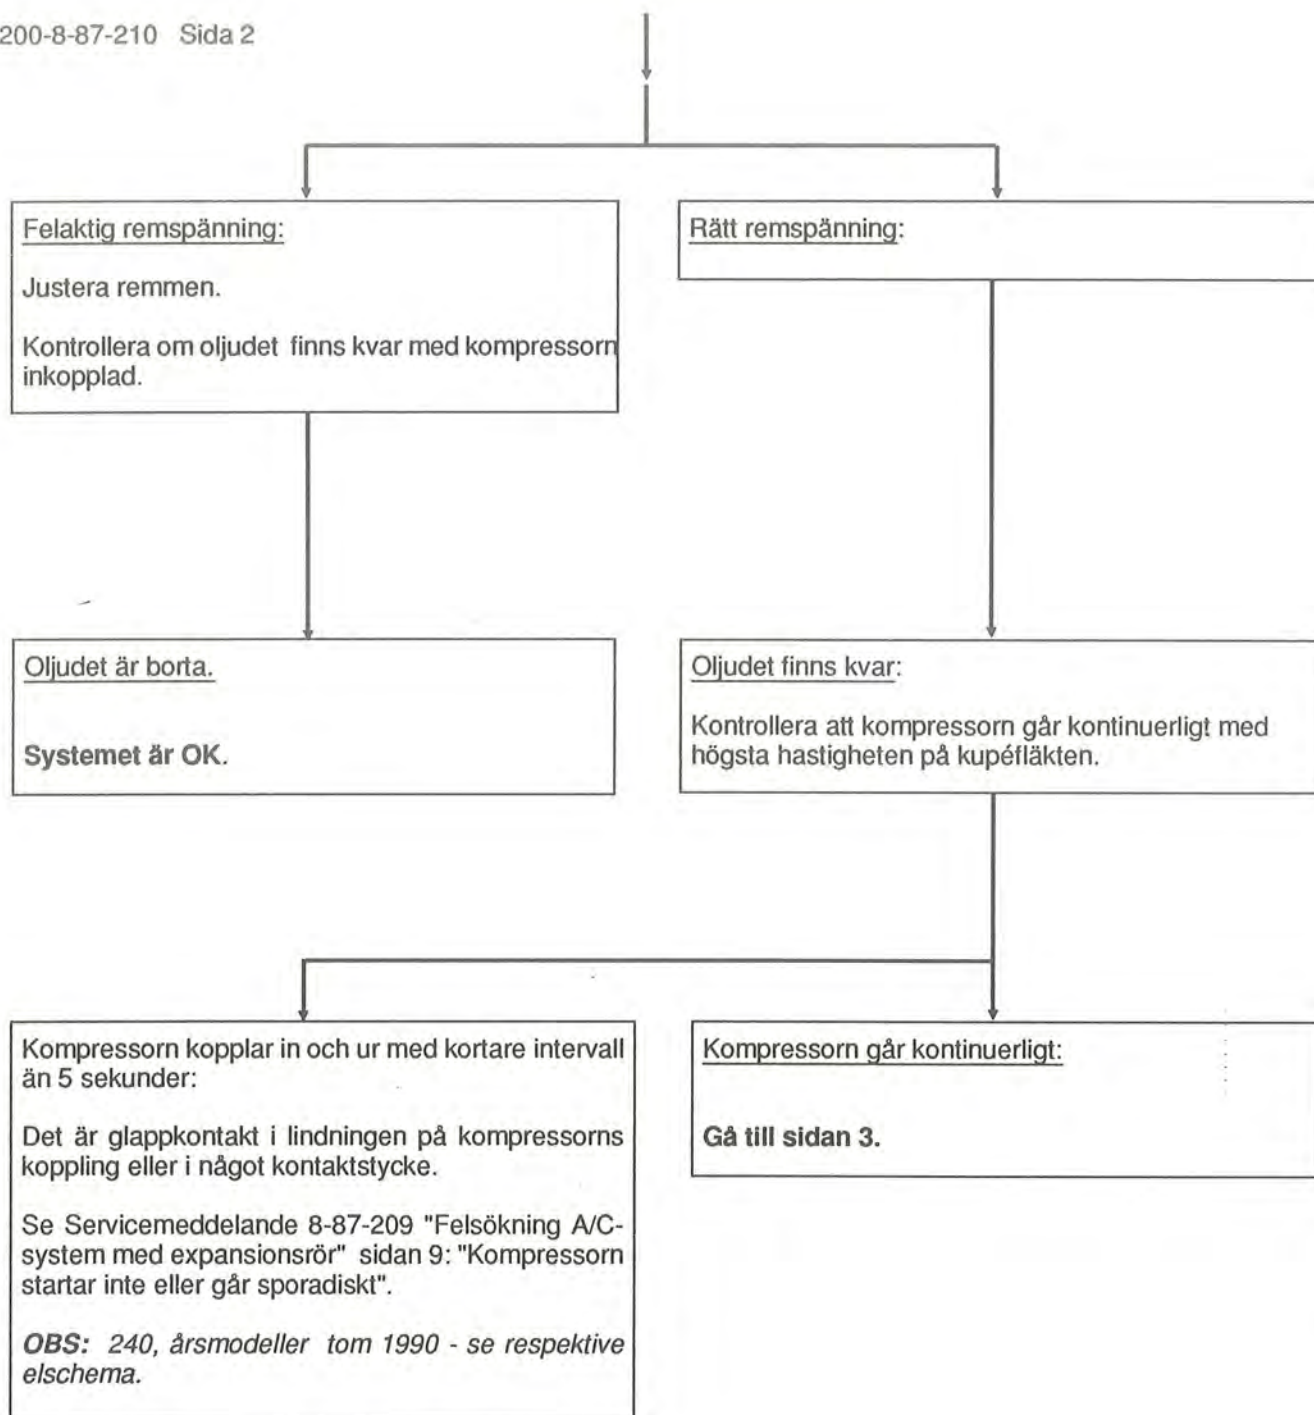 200-8-87-210 Sida 2
Felaktig remspänning:
Justera remmen.
Kontrollera om oljudet finns kvar med kompressorn
inkopplad.
Rätt remspänning:
Oljudet är borta.
Systemet är OK.
Oljudet finns kvar:
Kontrollera att kompressorn går kontinuerligt med
högsta hastigheten på kupéfläkten.
Kompressorn kopplar in och ur med kortare intervall
än 5 sekunder:
Det är glappkontakt i lindningen på kompressorns
koppling eller i något kontaktstycke.
Se Servicemeddelande 8-87-209 "Felsökning A/C-
system med expansionsrör" sidan 9: "Kompressorn
startar inte eller går sporadiskt".
OBS: 240, årsmodeller tom 1990 - se respektive
elschema.
Kompressorn går kontinuerligt:
Gå till sidan 3.